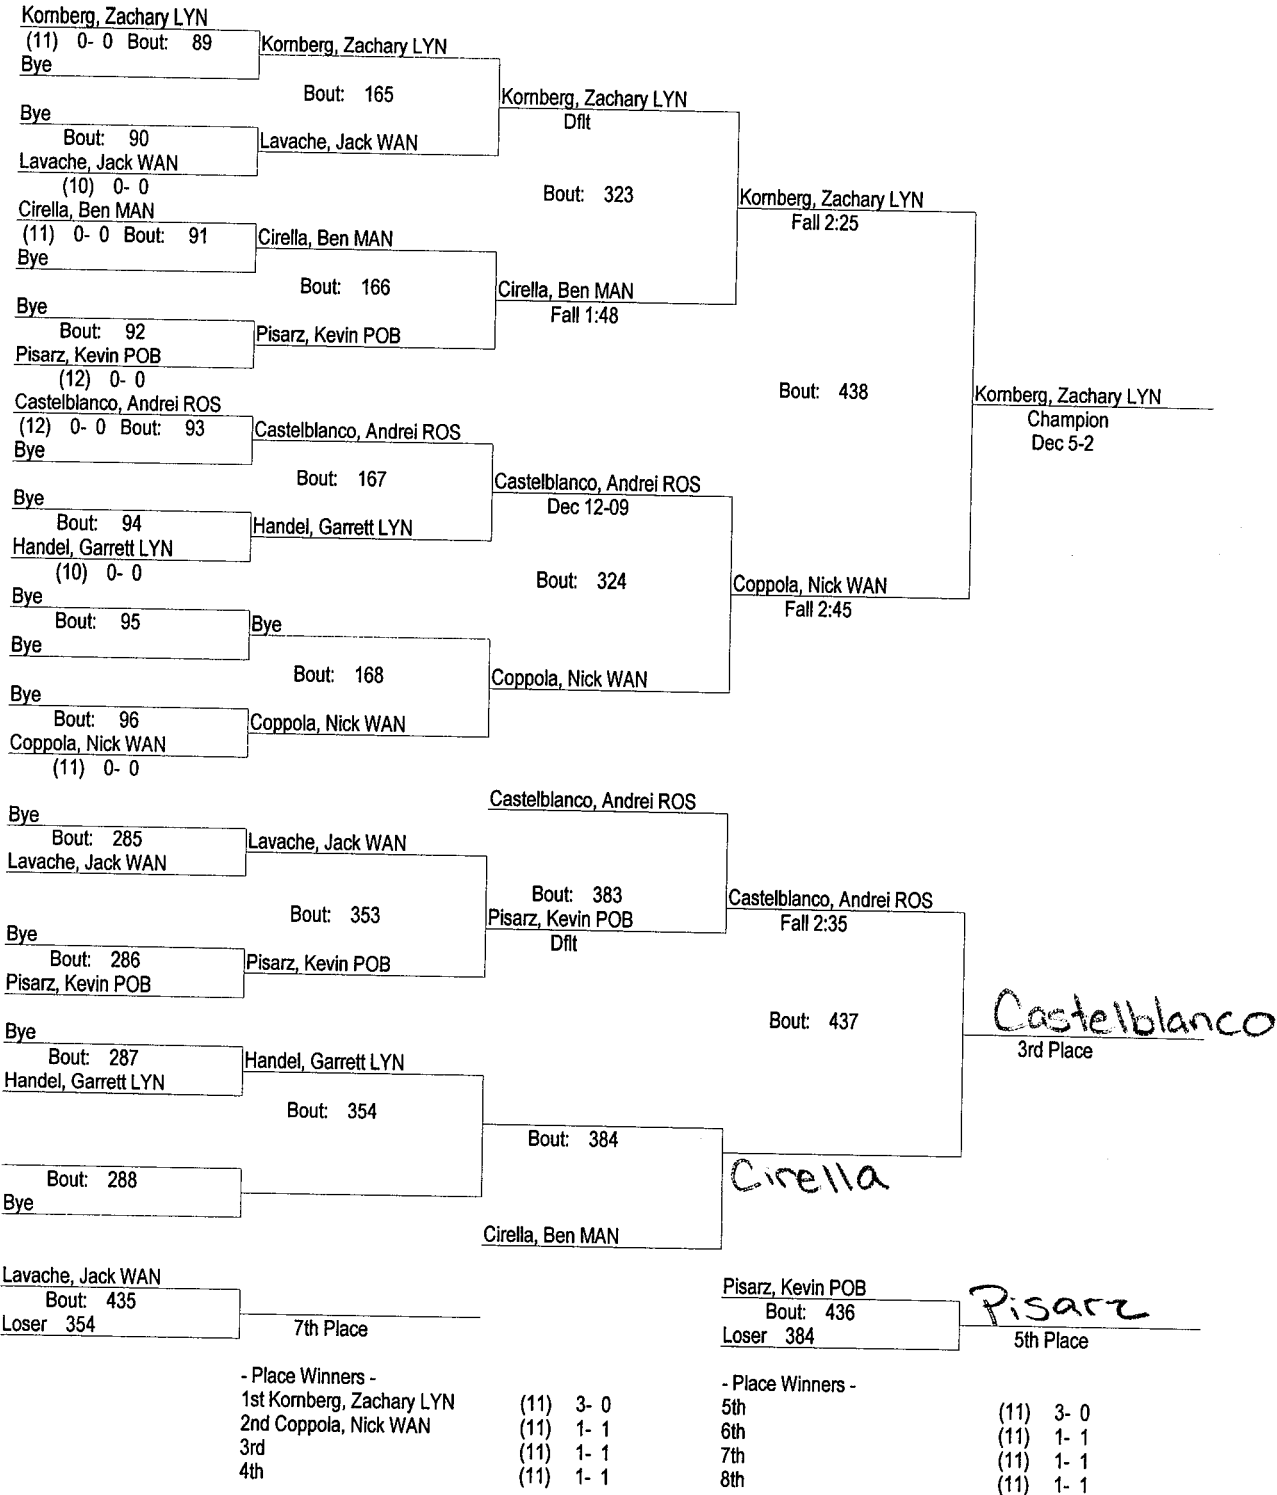 Kornberg, Zachary LYN
(11) 0- 0 Bout: 89
Bye
Kornberg, Zachary LYN
Bout: 165
Kornberg, Zachary LYN
Dflt
Bye
Bout: 90
Lavache, Jack WAN
Lavache, Jack WAN
(10) 0- 0
Bout: 323
Kornberg, Zachary LYN
Fall 2:25
Cirella, Ben MAN
(11) 0- 0 Bout: 91
Bye
Cirella, Ben MAN
Bout: 166
Cirella, Ben MAN
Fall 1:48
Bye
Bout: 92
Pisarz, Kevin POB
Pisarz, Kevin POB
(12) 0- 0
Bout: 438
Kornberg, Zachary LYN
Champion
Dec 5-2
Castelblanco, Andrei ROS
(12) 0- 0 Bout: 93
Bye
Castelblanco, Andrei ROS
Bout: 167
Castelblanco, Andrei ROS
Dec 12-09
Bye
Bout: 94
Handel, Garrett LYN
Handel, Garrett LYN
(10) 0- 0
Bout: 324
Coppola, Nick WAN
Fall 2:45
Bye
Bout: 95
Bye
Bye
Bout: 168
Coppola, Nick WAN
Bye
Bout: 96
Coppola, Nick WAN
Coppola, Nick WAN
(11) 0- 0
Castelblanco, Andrei ROS
Bye
Bout: 285
Lavache, Jack WAN
Lavache, Jack WAN
Bout: 383
Castelblanco, Andrei ROS
Fall 2:35
Bout: 353
Pisarz, Kevin POB
Dflt
Bye
Bout: 286
Pisarz, Kevin POB
Pisarz, Kevin POB
Bout: 437
Castelblanco
3rd Place
Bye
Bout: 287
Handel, Garrett LYN
Handel, Garrett LYN
Bout: 354
Bout: 384
Cirella
Bout: 288
Bye
Cirella, Ben MAN
Lavache, Jack WAN
Bout: 435
Loser 354
7th Place
Pisarz, Kevin POB
Bout: 436
Loser 384
Pisarz
5th Place
- Place Winners -
1st Kornberg, Zachary LYN (11) 3- 0
2nd Coppola, Nick WAN (11) 1- 1
3rd (11) 1- 1
4th (11) 1- 1
- Place Winners -
5th (11) 3- 0
6th (11) 1- 1
7th (11) 1- 1
8th (11) 1- 1